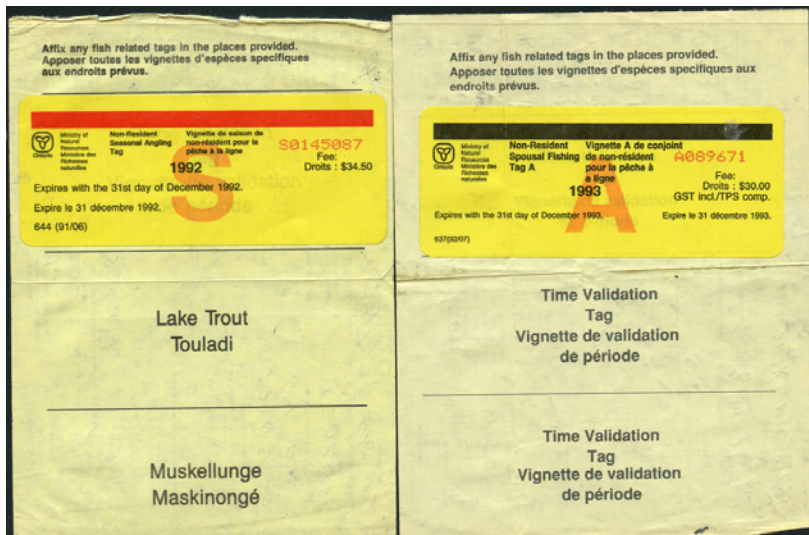 Affix any fish related tags in the places provided.
Apposer toutes les vignettes d'espèces specifiques
aux endroits prévus.
Ontario
Ministry of
Natural
Resources
Ministère des
Richesses
naturelles
Non-Resident
Seasonal Angling
Tag
Vignette de saison de
non-résident pour la
pêche à la ligne
1992
S
S0145087
Fee:
Droits : $34.50
Expires with the 31st day of December 1992.
Expire le 31 décembre 1992.
644 (91/06)
Lake Trout
Touladi
Muskellunge
Maskinongé
Affix any fish related tags in the places provided.
Apposer toutes les vignettes d'espèces specifiques aux
endroits prévus.
Ontario
Ministry of
Natural
Resources
Ministère des
Richesses
naturelles
Non-Resident
Spousal Fishing
Tag A
Vignette A de conjoint
de non-résident
pour la pêche à
a ligne
1993
A
A089671
Fee:
Droits : $30.00
GST incl./TPS comp.
Expires with the 31st day of December 1993.
Expire le 31 décembre 1993.
637(92/07)
Time Validation
Tag
Vignette de validation
de période
Time Validation
Tag
Vignette de validation
de période